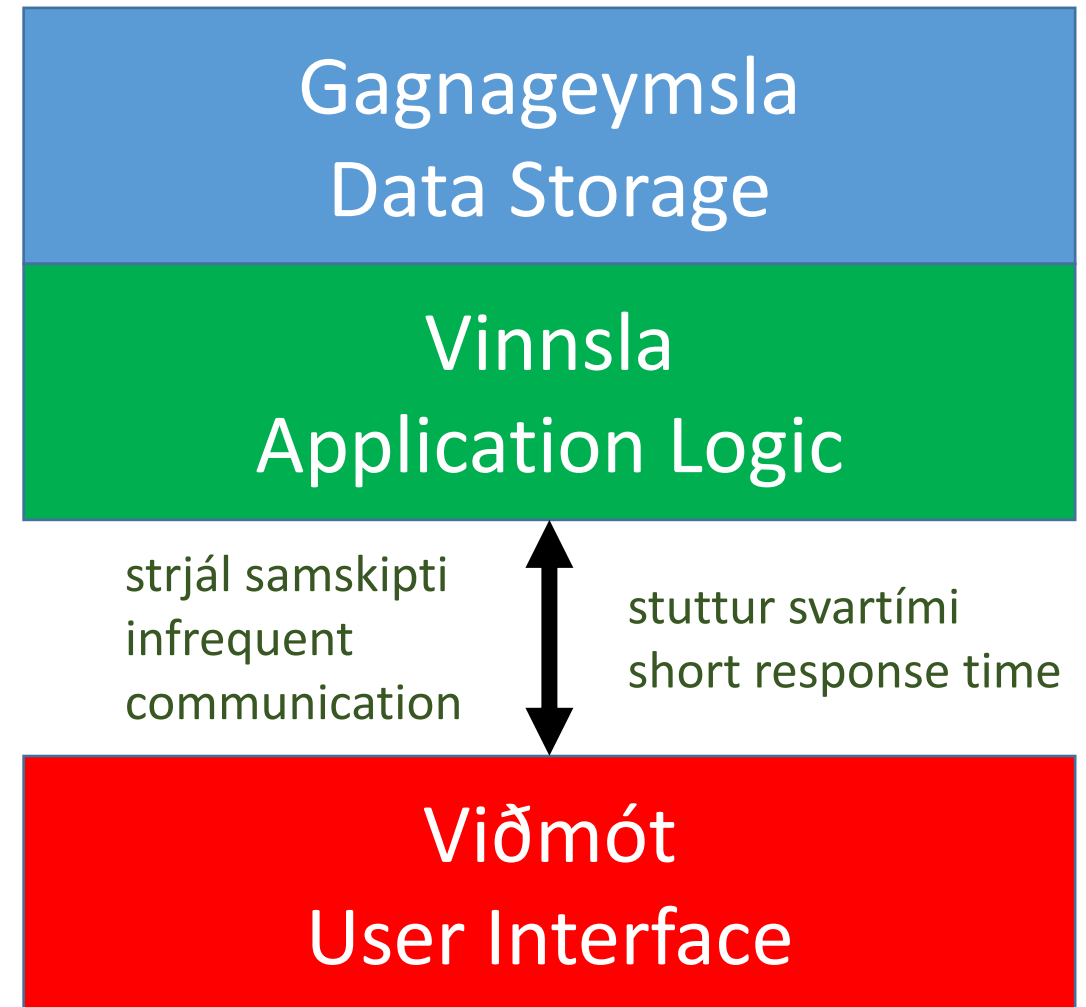 Gagnageymsla
Data Storage
Vinnsla
Application Logic
strjál samskipti
infrequent
communication
stuttur svartími
short response time
Viðmót
User Interface